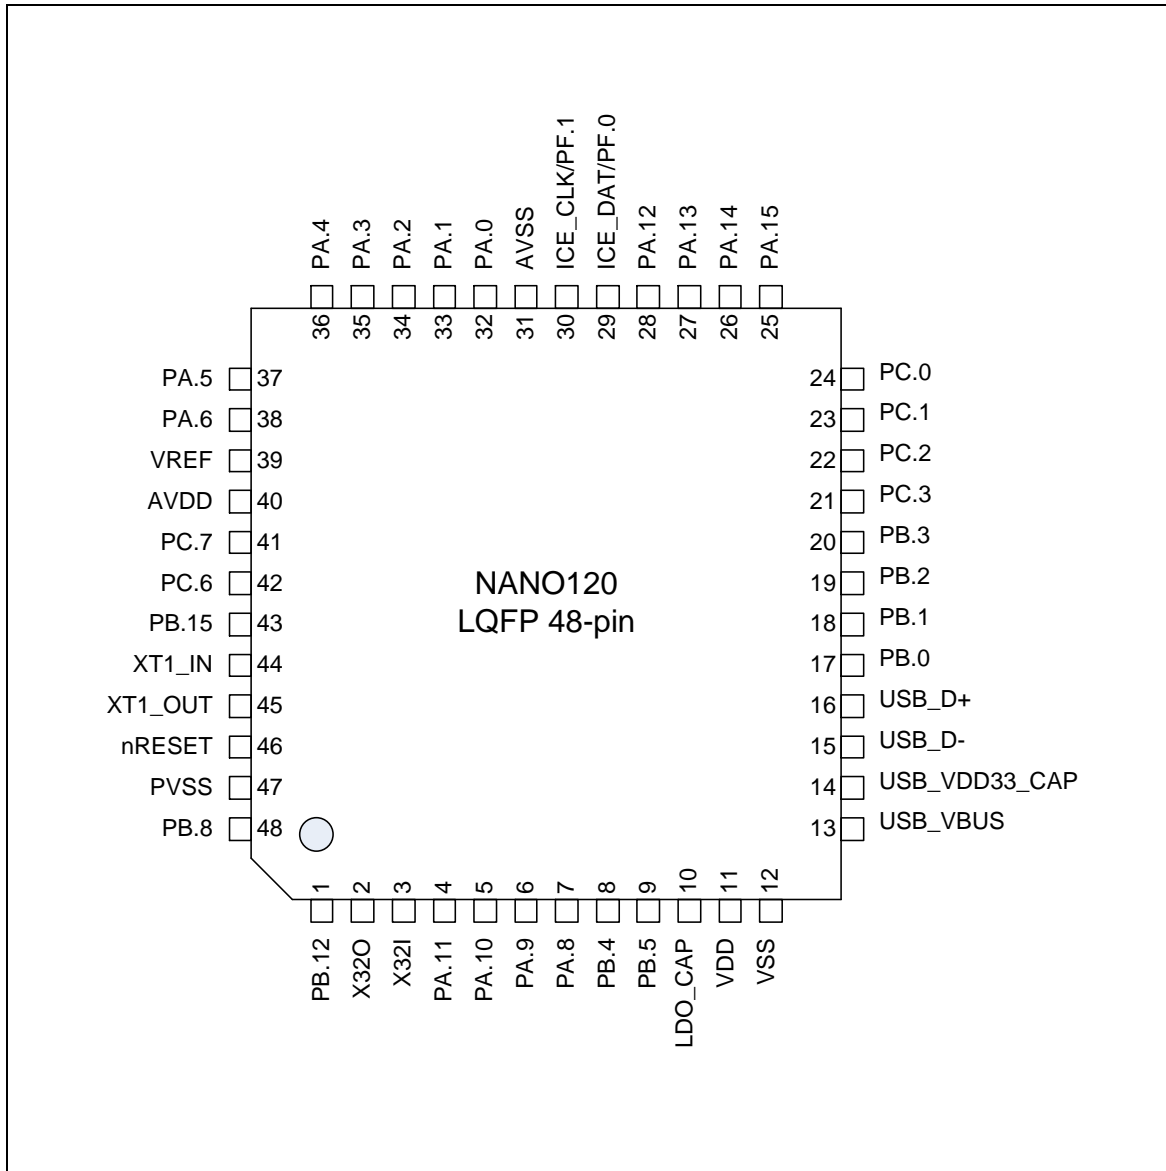 PA.4
PA.3
PA.2
PA.1
PA.0
AVSS
ICE_CLK/PF.1
ICE_DAT/PF.0
PA.12
PA.13
PA.14
PA.15
36
35
34
33
32
31
30
29
28
27
26
25
PA.5 37
PA.6 38
VREF 39
AVDD 40
PC.7 41
PC.6 42
PB.15 43
XT1_IN 44
XT1_OUT 45
nRESET 46
PVSS 47
PB.8 48
NANO120
LQFP 48-pin
24 PC.0
23 PC.1
22 PC.2
21 PC.3
20 PB.3
19 PB.2
18 PB.1
17 PB.0
16 USB_D+
15 USB_D-
14 USB_VDD33_CAP
13 USB_VBUS
1
2
3
4
5
6
7
8
9
10
11
12
PB.12
X32O
X32I
PA.11
PA.10
PA.9
PA.8
PB.4
PB.5
LDO_CAP
VDD
VSS